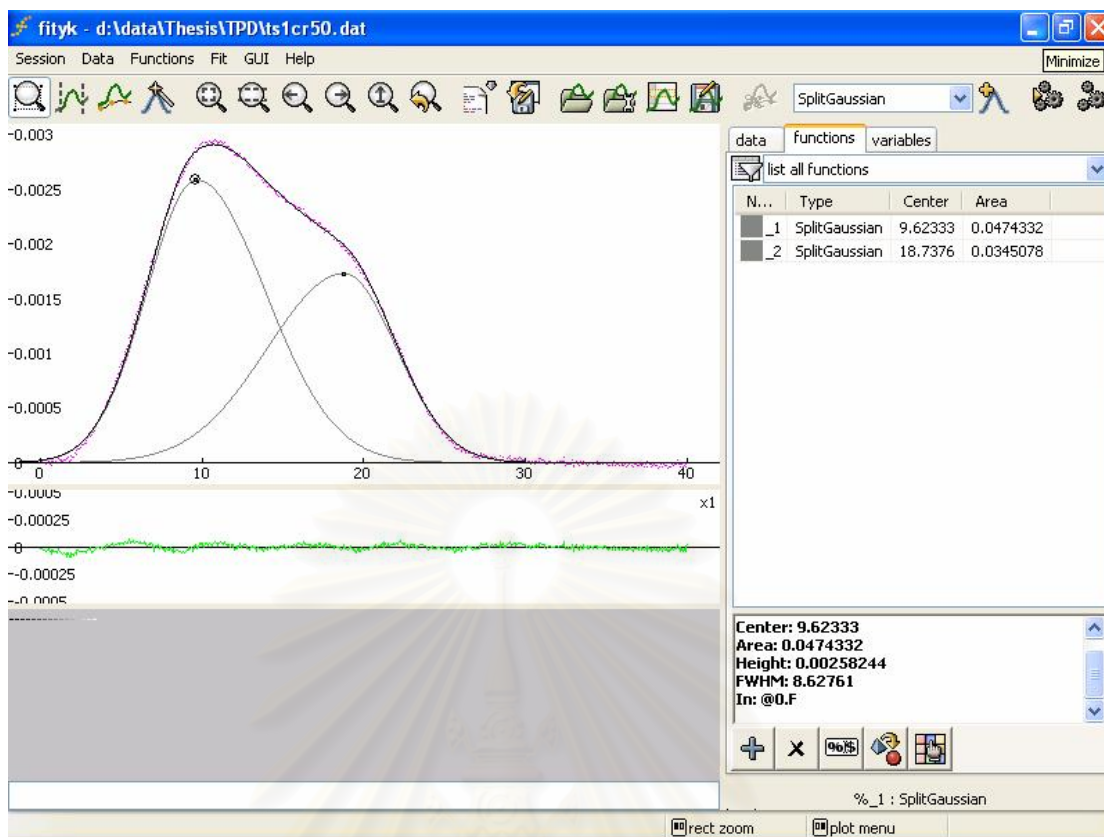 fityk - d:\data\Thesis\TPD\ts1cr50.dat
Session Data Functions Fit GUI Help
Minimize
SplitGaussian
data functions variables
list all functions
N... Type Center Area
_1 SplitGaussian 9.62333 0.0474332
_2 SplitGaussian 18.7376 0.0345078
0.003
0.0025
0.002
0.0015
0.001
0.0005
0
0 10 20 30 40
x1
0.0005
0.00025
0
-0.00025
-0.0005
Center: 9.62333
Area: 0.0474332
Height: 0.00258244
FWHM: 8.62761
In: @0.F
%_1 : SplitGaussian
rect zoom plot menu